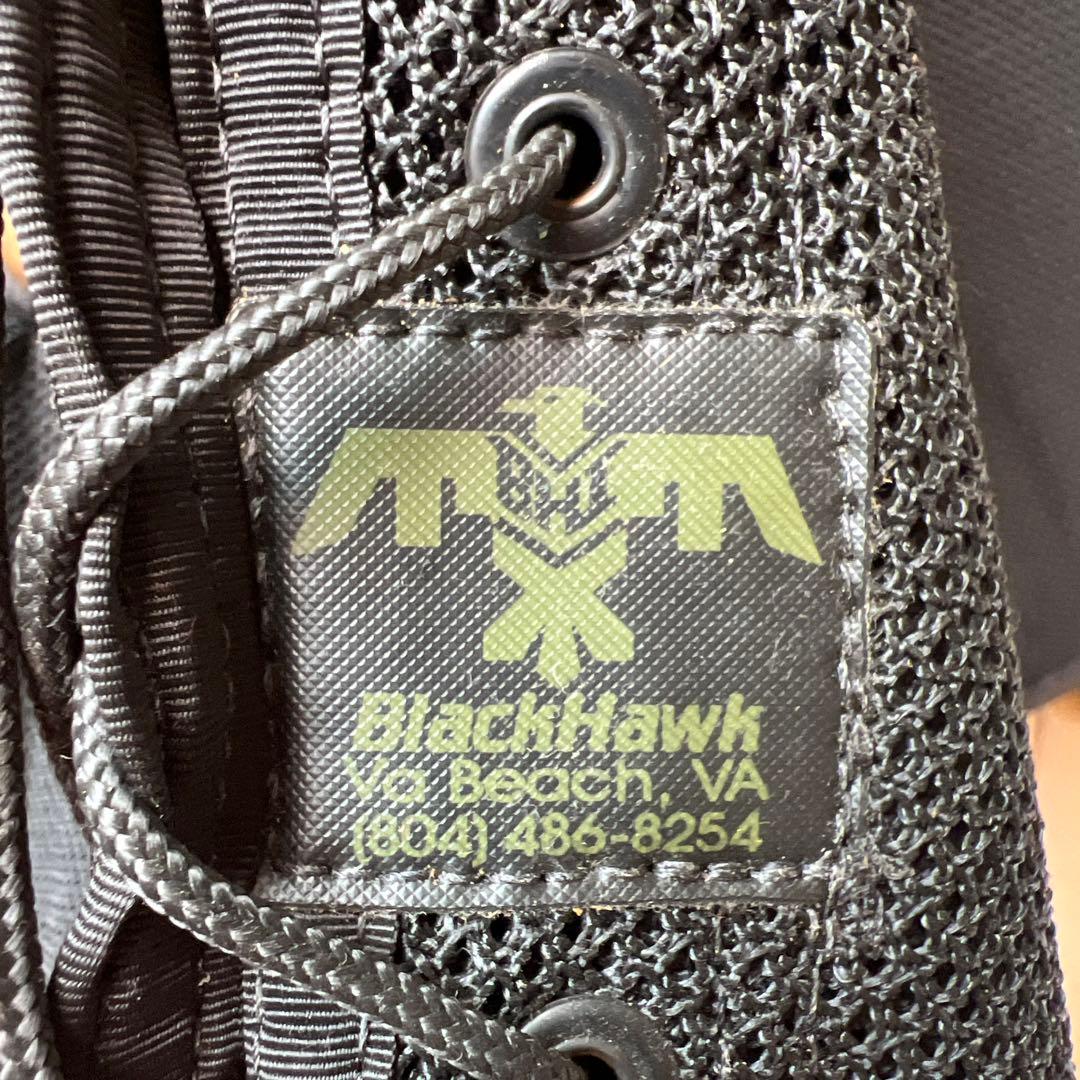 BlackHawk
Va Beach, VA
(804) 486-8254